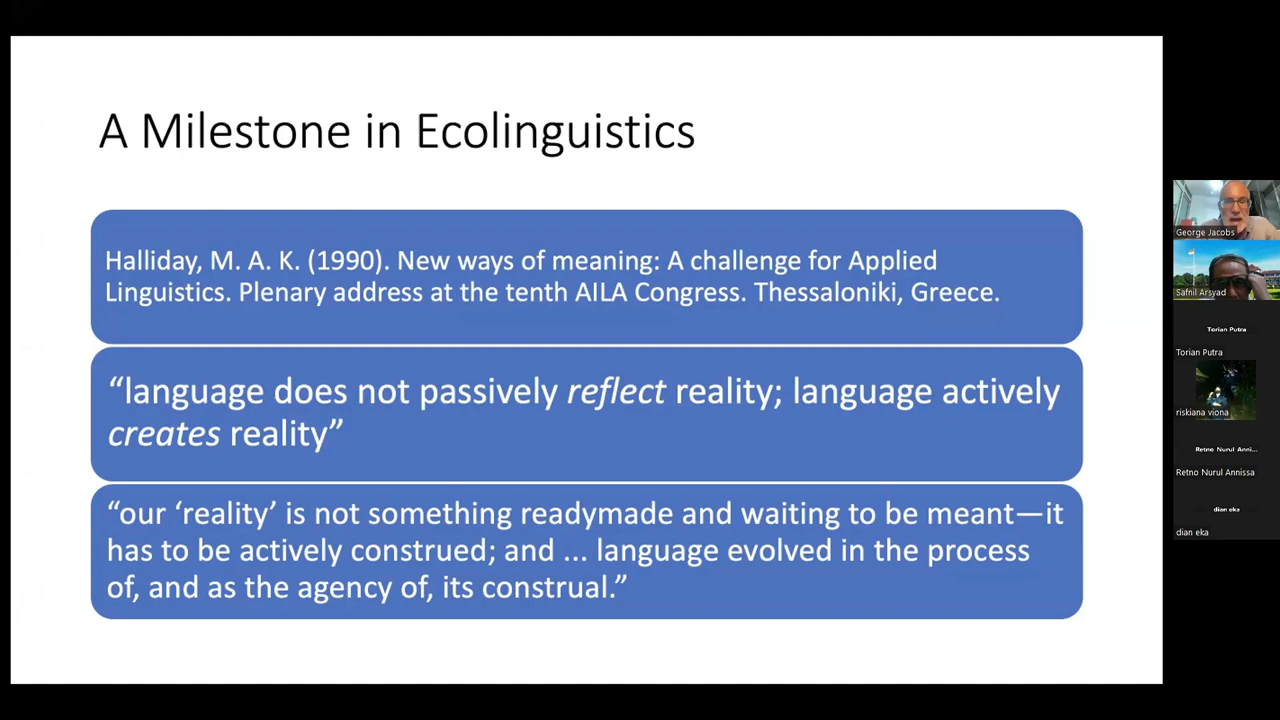 A Milestone in Ecolinguistics
Halliday, M. A. K. (1990). New ways of meaning: A challenge for Applied
Linguistics. Plenary address at the tenth AILA Congress. Thessaloniki, Greece.
“language does not passively reflect reality; language actively
creates reality”
“our ‘reality’ is not something readymade and waiting to be meant—it
has to be actively construed; and ... language evolved in the process
of, and as the agency of, its construal.”
George Jacobs
Safnil Arsyad
Torian Putra
Torian Putra
riskiana viona
Retno Nurul Anni...
Retno Nurul Annissa
dian eka
dian eka